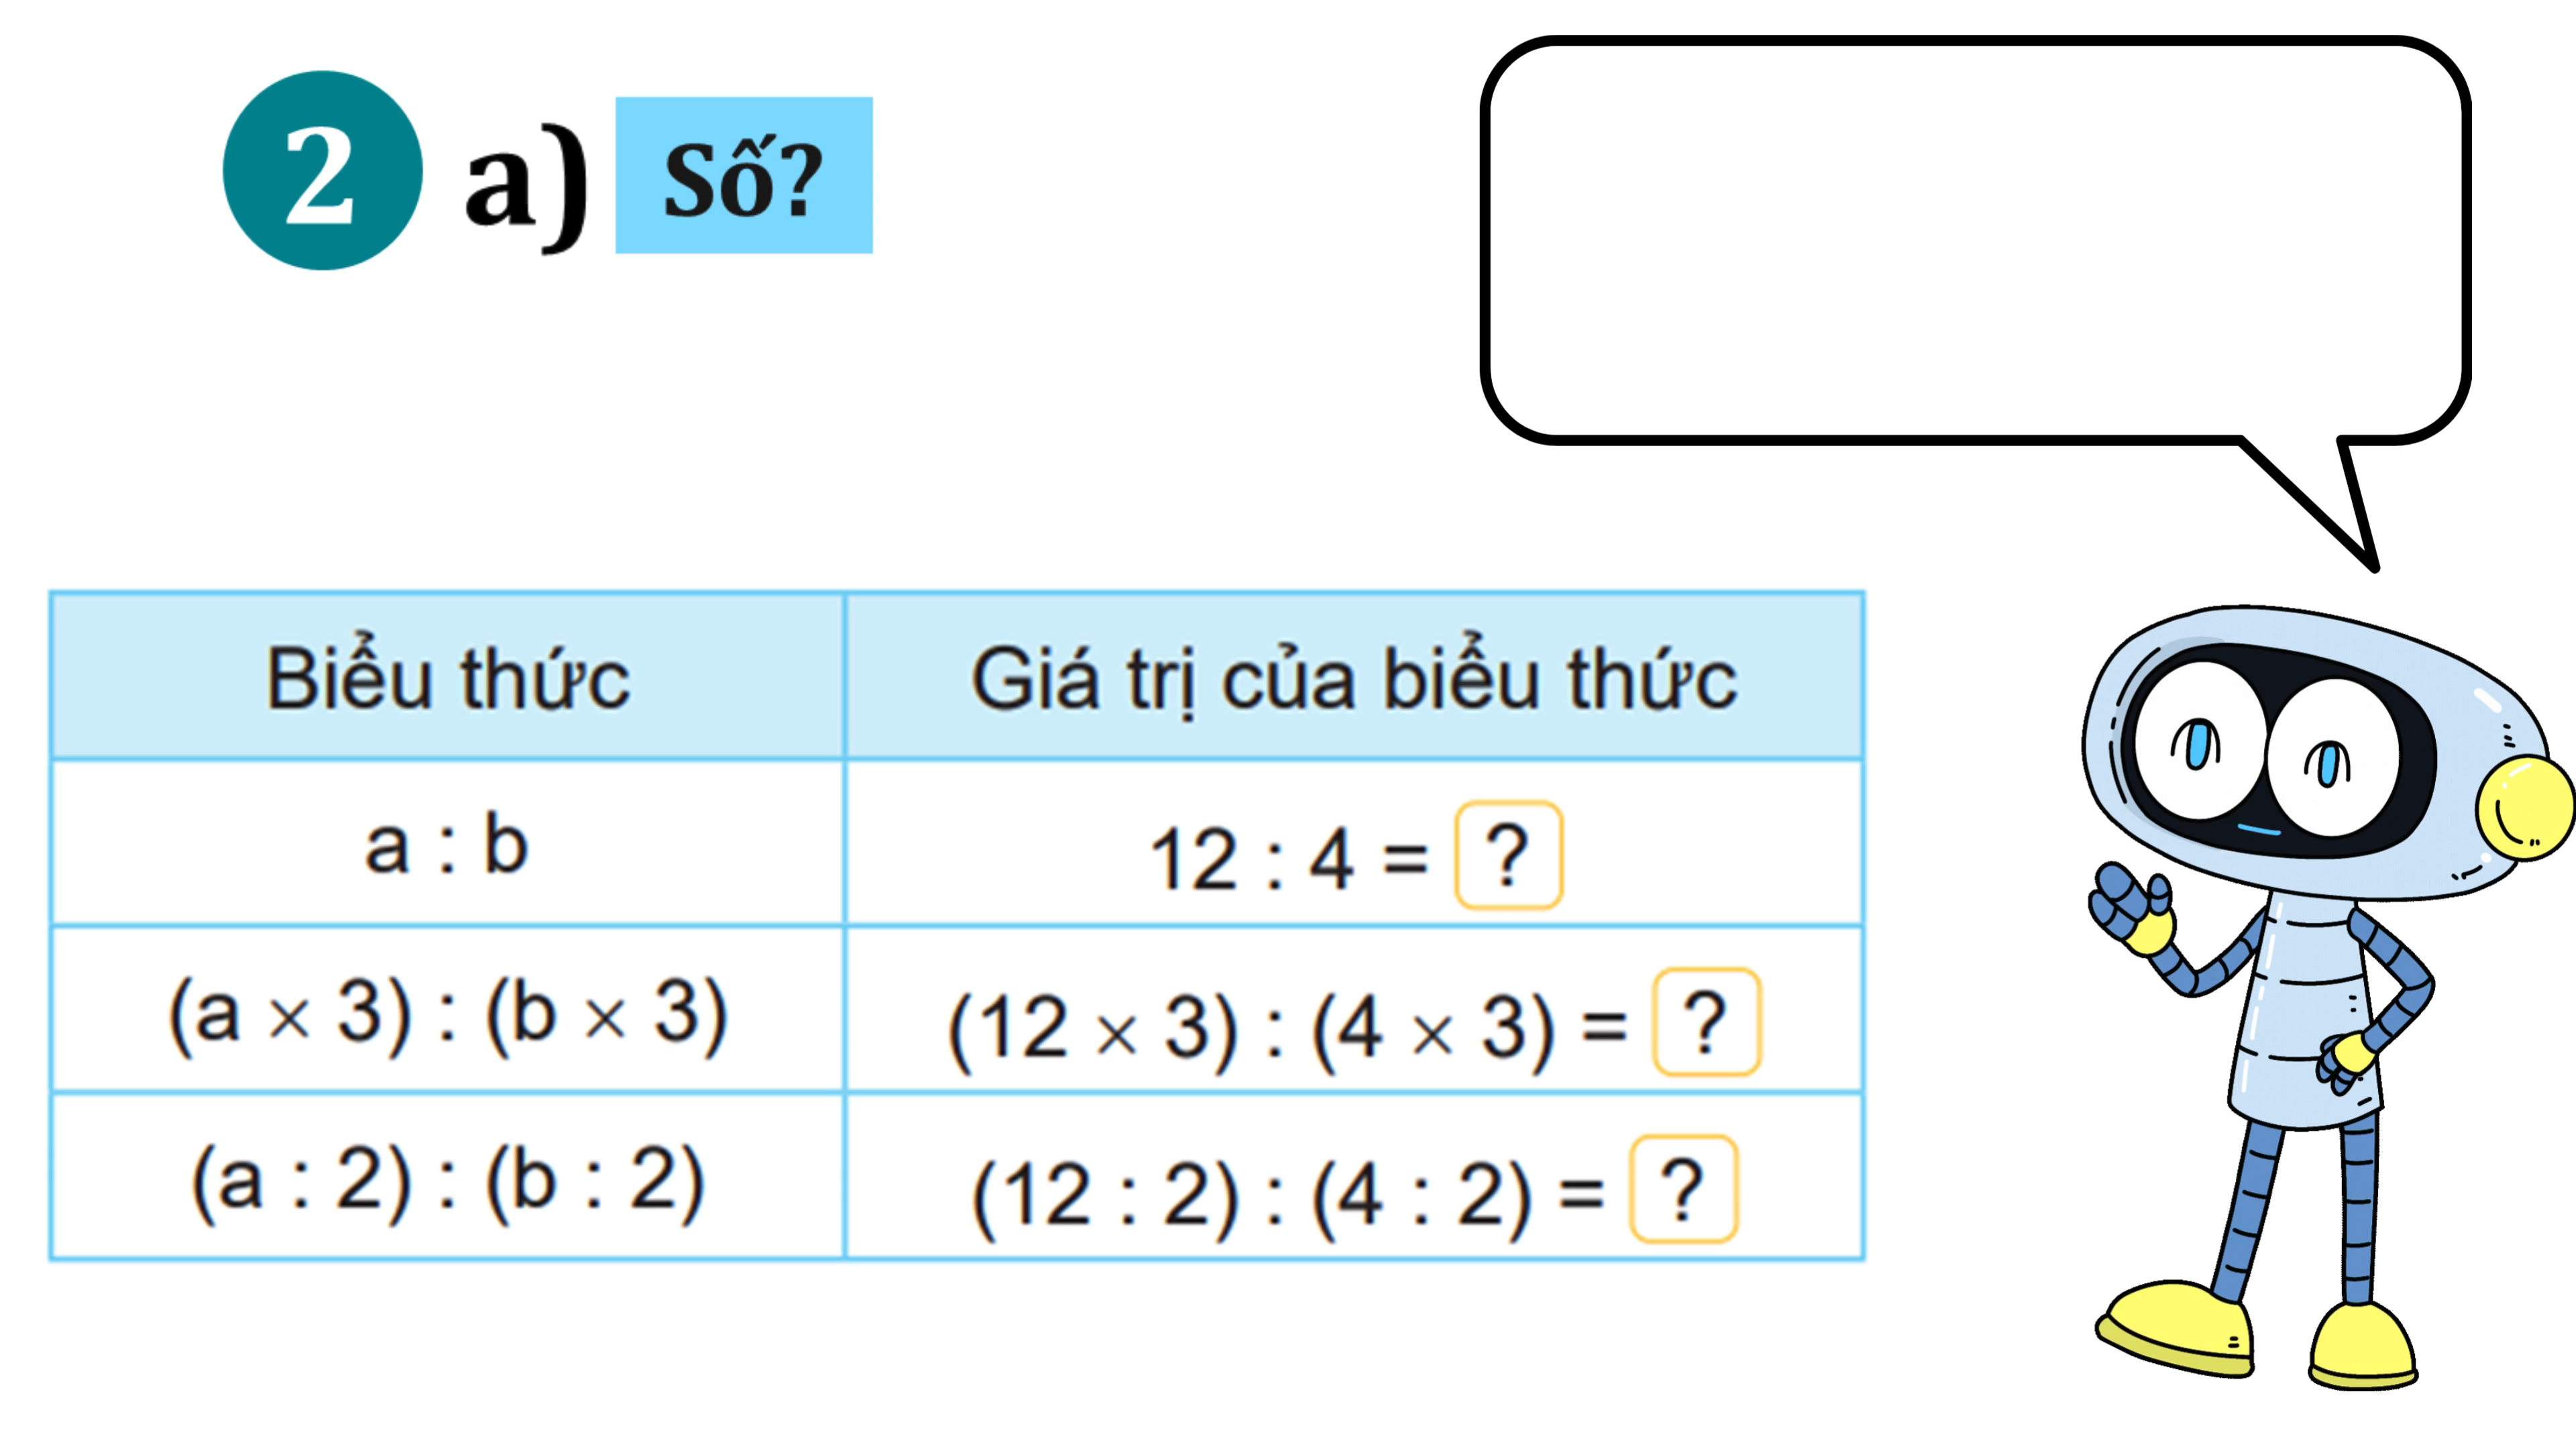 2 a) Số?
Biểu thức Giá trị của biểu thức
a : b 12 : 4 = ?
(a × 3) : (b × 3) (12 × 3) : (4 × 3) = ?
(a : 2) : (b : 2) (12 : 2) : (4 : 2) = ?